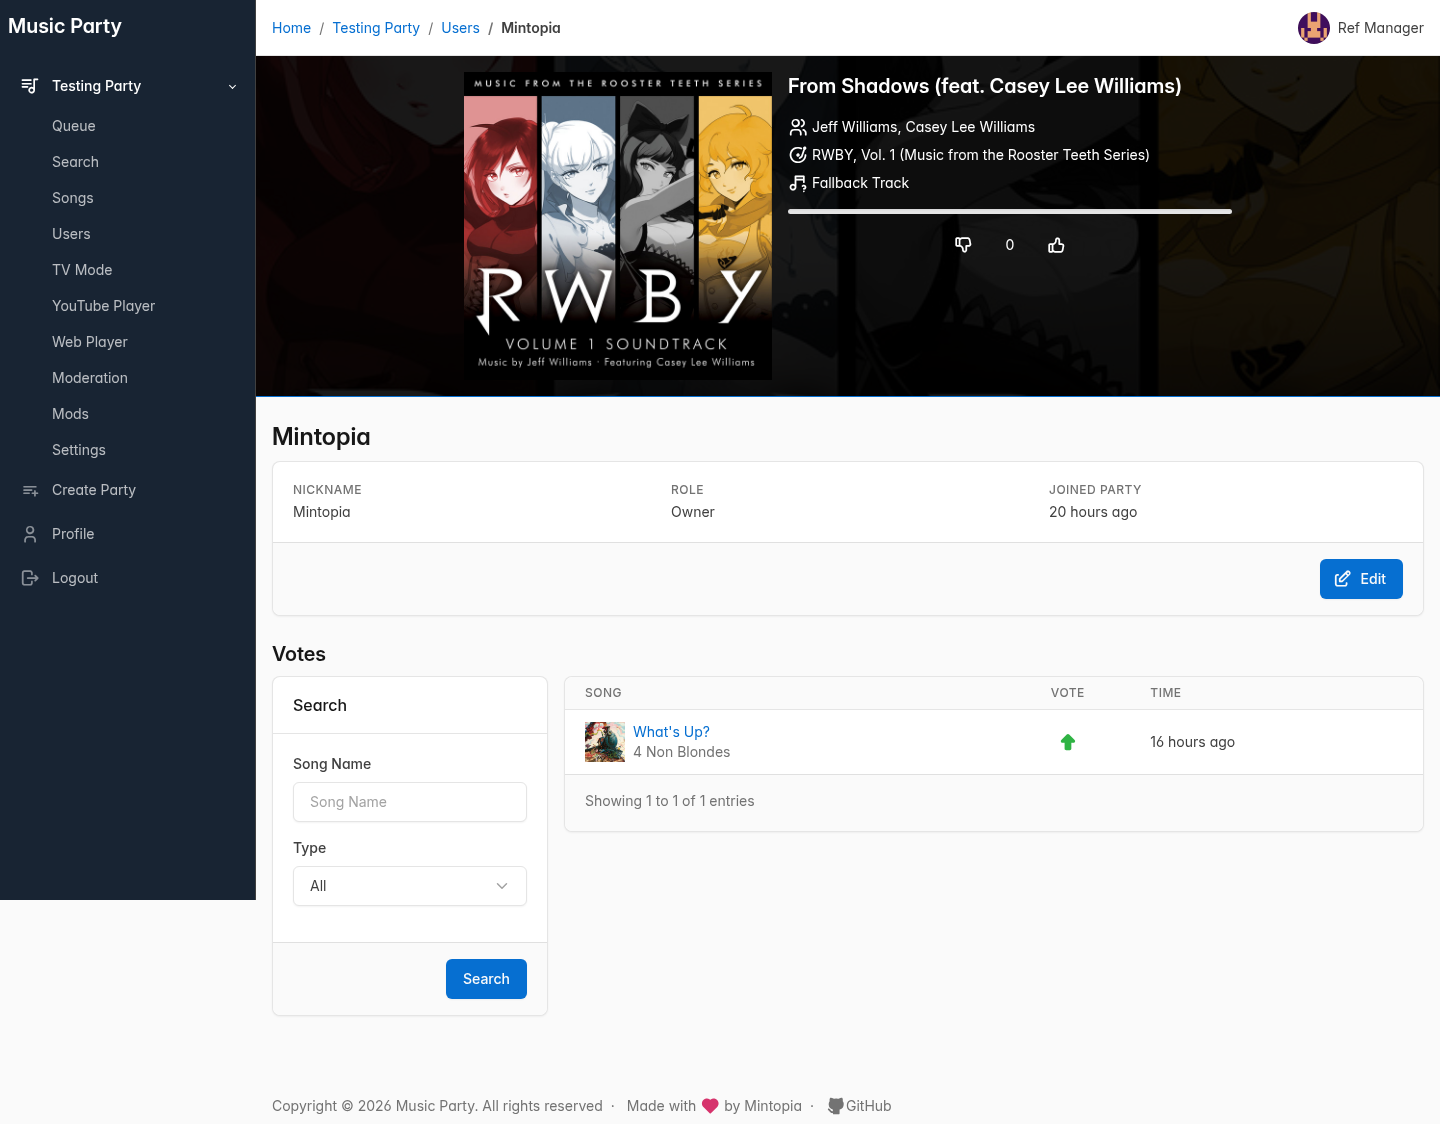 Music Party
Testing Party
Queue
Search
Songs
Users
TV Mode
YouTube Player
Web Player
Moderation
Mods
Settings
Create Party
Profile
Logout
Home / Testing Party / Users / Mintopia
Ref Manager
MUSIC FROM THE ROOSTER TEETH SERIES
RWBY
VOLUME 1 SOUNDTRACK
Music by Jeff Williams · Featuring Casey Lee Williams
From Shadows (feat. Casey Lee Williams)
Jeff Williams, Casey Lee Williams
RWBY, Vol. 1 (Music from the Rooster Teeth Series)
Fallback Track
0
Mintopia
NICKNAME ROLE JOINED PARTY
Mintopia Owner 20 hours ago
Edit
Votes
Search
Song Name
Song Name
Type
All
Search
SONG VOTE TIME
What's Up?
4 Non Blondes
16 hours ago
Showing 1 to 1 of 1 entries
Copyright © 2026 Music Party. All rights reserved · Made with by Mintopia · GitHub